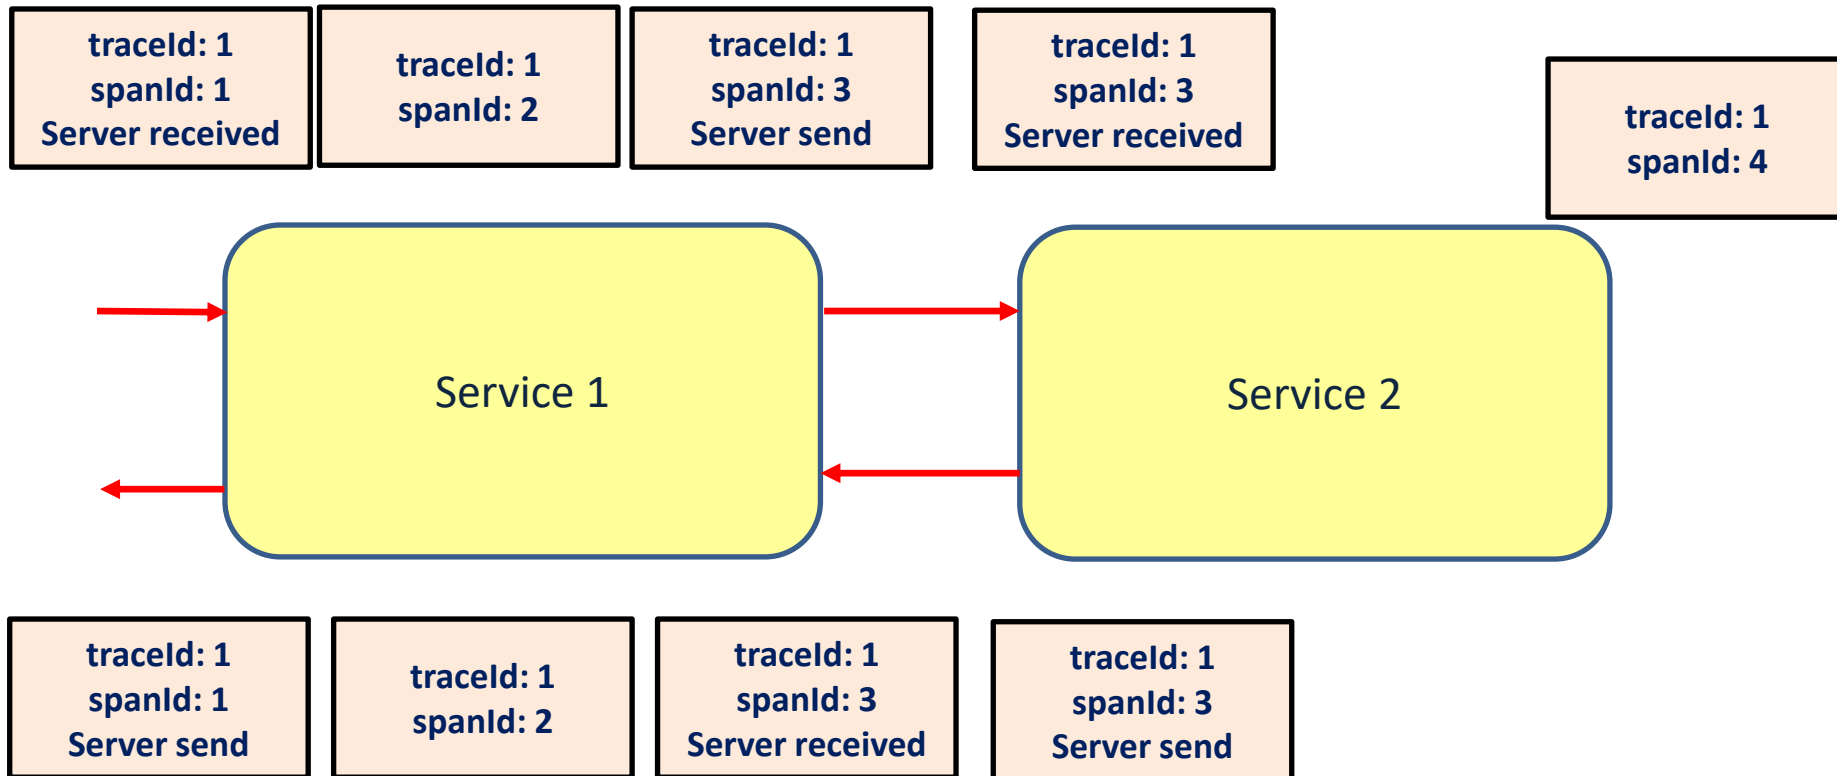 traceId: 1
spanId: 1
Server received
traceId: 1
spanId: 2
traceId: 1
spanId: 3
Server send
traceId: 1
spanId: 3
Server received
traceId: 1
spanId: 4
Service 1
Service 2
traceId: 1
spanId: 1
Server send
traceId: 1
spanId: 2
traceId: 1
spanId: 3
Server received
traceId: 1
spanId: 3
Server send